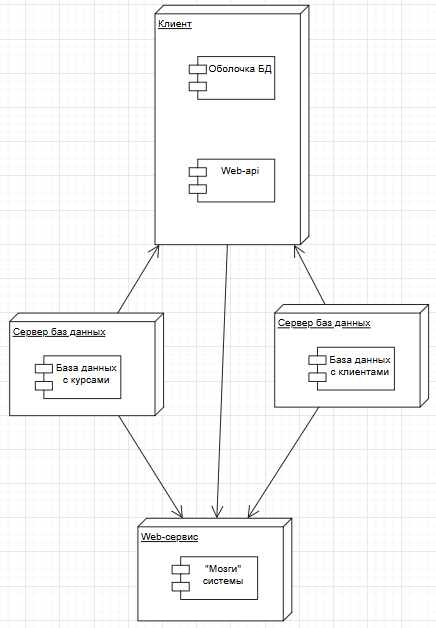 Клиент
Оболочка БД
Web-api
Сервер баз данных
База данных
с курсами
Сервер баз данных
База данных
с клиентами
Web-сервис
"Мозги"
системы